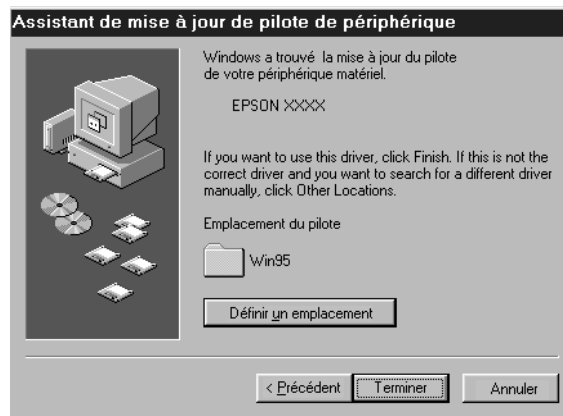 Assistant de mise à jour de pilote de périphérique
Windows a trouvé la mise à jour du pilote
de votre périphérique matériel.
EPSON XXXX
If you want to use this driver, click Finish. If this is not the
correct driver and you want to search for a different driver
manually, click Other Locations.
Emplacement du pilote
Win95
Définir un emplacement
< Précédent
Terminer
Annuler